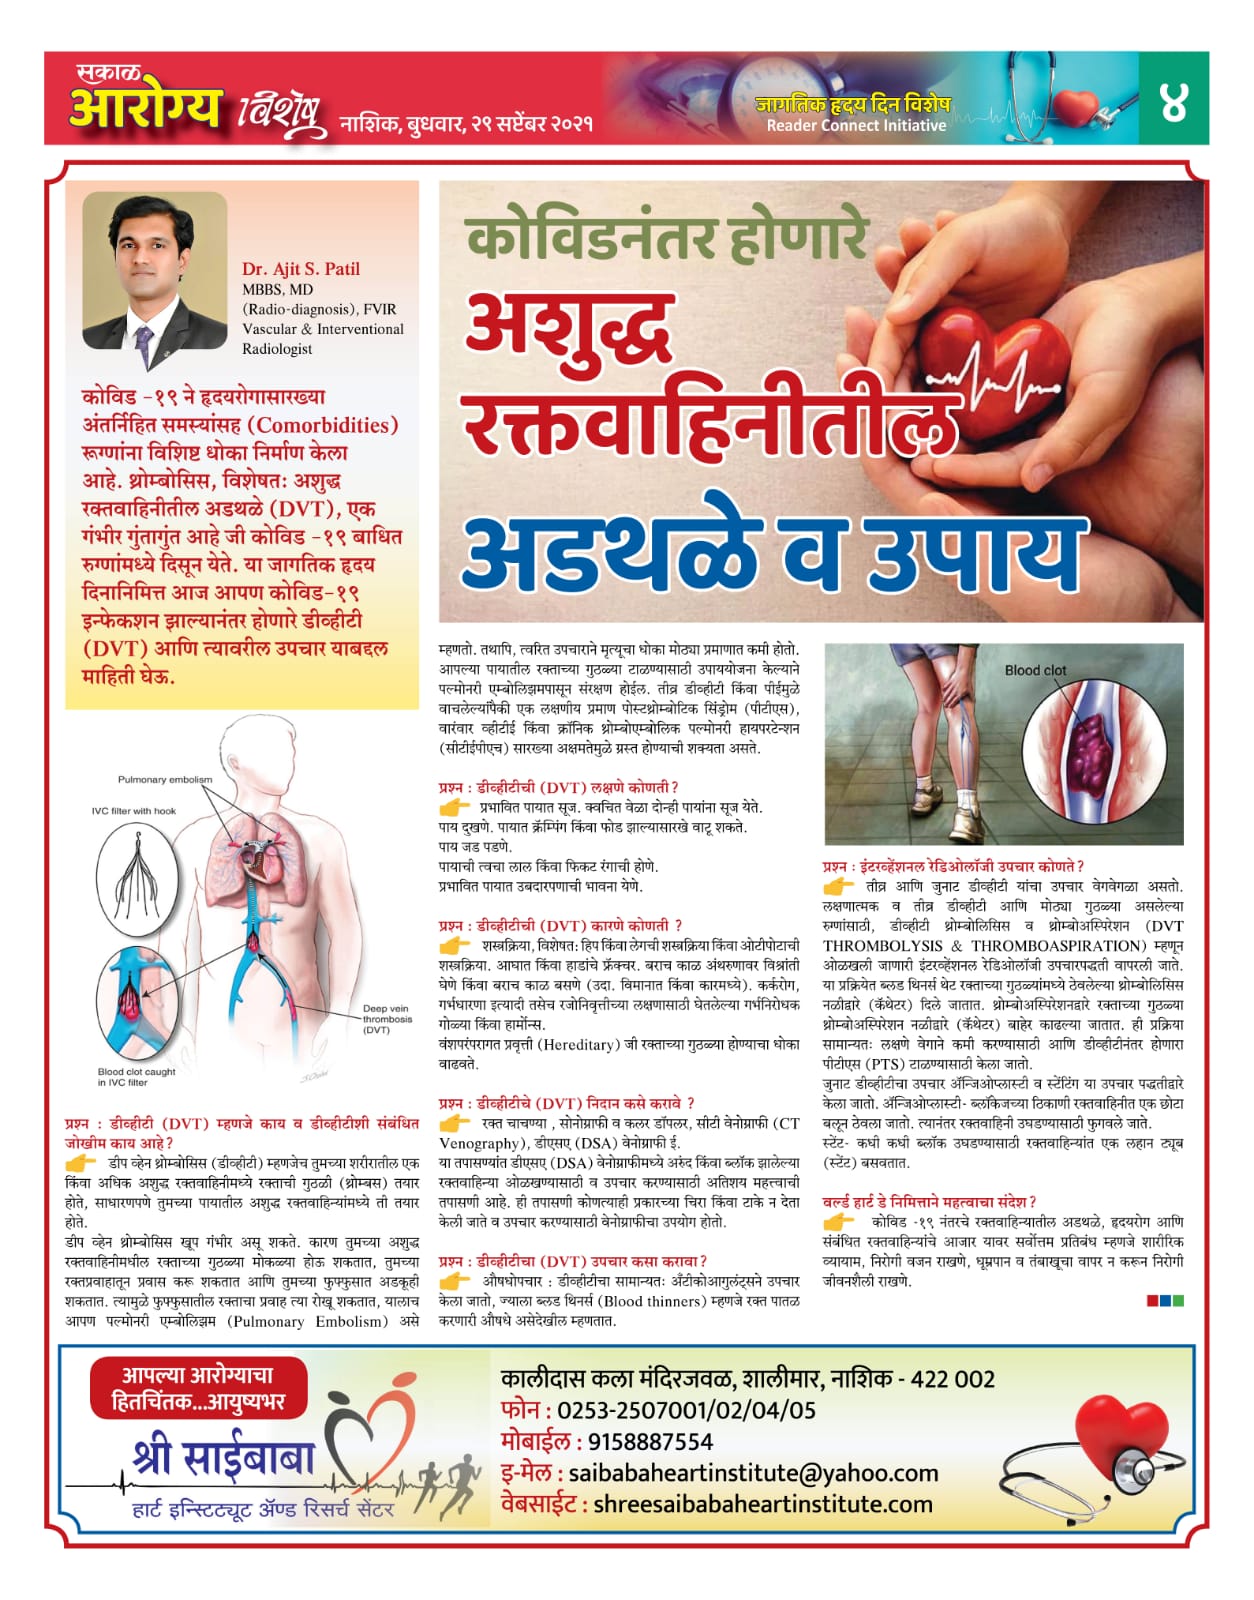 सकाळ
आरोग्य विशेष
नाशिक, बुधवार, २९ सप्टेंबर २०२१
जागतिक हृदय दिन विशेष
Reader Connect Initiative
४
Dr. Ajit S. Patil
MBBS, MD
(Radio-diagnosis), FVIR
Vascular & Interventional
Radiologist
कोविड -१९ ने हृदयरोगासारख्या
अंतर्निहित समस्यांसह (Comorbidities)
रूग्णांना विशिष्ट धोका निर्माण केला
आहे. थ्रोम्बोसिस, विशेषतः अशुद्ध
रक्तवाहिनीतील अडथळे (DVT), एक
गंभीर गुंतागुंत आहे जी कोविड -१९ बाधित
रुग्णांमध्ये दिसून येते. या जागतिक हृदय
दिनानिमित्त आज आपण कोविड-१९
इन्फेकशन झाल्यानंतर होणारे डीव्हीटी
(DVT) आणि त्यावरील उपचार याबद्दल
माहिती घेऊ.
कोविडनंतर होणारे
अशुद्ध
रक्तवाहिनीतील
अडथळे व उपाय
Pulmonary embolism
IVC filter with hook
Deep vein
thrombosis
(DVT)
Blood clot caught
in IVC filter
प्रश्न : डीव्हीटी (DVT) म्हणजे काय व डीव्हीटीशी संबंधित
जोखीम काय आहे?
डीप व्हेन थ्रोम्बोसिस (डीव्हीटी) म्हणजेच तुमच्या शरीरातील एक
किंवा अधिक अशुद्ध रक्तवाहिनीमध्ये रक्ताची गुठळी (थ्रोम्बस) तयार
होते, साधारणपणे तुमच्या पायातील अशुद्ध रक्तवाहिन्यांमध्ये ती तयार
होते.
डीप व्हेन थ्रोम्बोसिस खूप गंभीर असू शकते. कारण तुमच्या अशुद्ध
रक्तवाहिनीमधील रक्ताच्या गुठळ्या मोकळ्या होऊ शकतात, तुमच्या
रक्तप्रवाहातून प्रवास करू शकतात आणि तुमच्या फुफ्फुसात अडकूही
शकतात. त्यामुळे फुफ्फुसातील रक्ताचा प्रवाह त्या रोखू शकतात, यालाच
आपण पल्मोनरी एम्बोलिझम (Pulmonary Embolism) असे
म्हणतो. तथापि, त्वरित उपचाराने मृत्यूचा धोका मोठ्या प्रमाणात कमी होतो.
आपल्या पायातील रक्ताच्या गुठळ्या टाळण्यासाठी उपाययोजना केल्याने
पल्मोनरी एम्बोलिझमपासून संरक्षण होईल. तीव्र डीव्हीटी किंवा पीईमुळे
वाचलेल्यांपैकी एक लक्षणीय प्रमाण पोस्टथ्रोम्बोटिक सिंड्रोम (पीटीएस),
वारंवार व्हीटीई किंवा क्रॉनिक थ्रोम्बोएम्बोलिक पल्मोनरी हायपरटेन्शन
(सीटीईपीएच) सारख्या अक्षमतेमुळे ग्रस्त होण्याची शक्यता असते.
प्रश्न : डीव्हीटीची (DVT) लक्षणे कोणती?
प्रभावित पायात सूज. क्वचित वेळा दोन्ही पायांना सूज येते.
पाय दुखणे. पायात क्रॅम्पिंग किंवा फोड झाल्यासारखे वाटू शकते.
पाय जड पडणे.
पायाची त्वचा लाल किंवा फिकट रंगाची होणे.
प्रभावित पायात उबदारपणाची भावना येणे.
प्रश्न : डीव्हीटीची (DVT) कारणे कोणती ?
शस्त्रक्रिया, विशेषतः हिप किंवा लेगची शस्त्रक्रिया किंवा ओटीपोटाची
शस्त्रक्रिया. आघात किंवा हाडांचे फ्रॅक्चर. बराच काळ अंथरुणावर विश्रांती
घेणे किंवा बराच काळ बसणे (उदा. विमानात किंवा कारमध्ये). कर्करोग,
गर्भधारणा इत्यादी तसेच रजोनिवृत्तीच्या लक्षणासाठी घेतलेल्या गर्भनिरोधक
गोळ्या किंवा हार्मोन्स.
वंशपरंपरागत प्रवृत्ती (Hereditary) जी रक्ताच्या गुठळ्या होण्याचा धोका
वाढवते.
प्रश्न : डीव्हीटीचे (DVT) निदान कसे करावे ?
रक्त चाचण्या , सोनोग्राफी व कलर डॉपलर, सीटी वेनोग्राफी (CT
Venography), डीएसए (DSA) वेनोग्राफी ई.
या तपासण्यांत डीएसए (DSA) वेनोग्राफीमध्ये अरुंद किंवा ब्लॉक झालेल्या
रक्तवाहिन्या ओळखण्यासाठी व उपचार करण्यासाठी अतिशय महत्त्वाची
तपासणी आहे. ही तपासणी कोणत्याही प्रकारच्या चिरा किंवा टाके न देता
केली जाते व उपचार करण्यासाठी वेनोग्राफीचा उपयोग होतो.
प्रश्न : डीव्हीटीचा (DVT) उपचार कसा करावा?
औषधोपचार : डीव्हीटीचा सामान्यतः अँटीकोआगुलंट्सने उपचार
केला जातो, ज्याला ब्लड थिनर्स (Blood thinners) म्हणजे रक्त पातळ
करणारी औषधे असेदेखील म्हणतात.
Blood clot
प्रश्न : इंटरव्हेंशनल रेडिओलॉजी उपचार कोणते?
तीव्र आणि जुनाट डीव्हीटी यांचा उपचार वेगवेगळा असतो.
लक्षणात्मक व तीव्र डीव्हीटी आणि मोठ्या गुठळ्या असलेल्या
रुग्णांसाठी, डीव्हीटी थ्रोम्बोलिसिस व थ्रोम्बोअस्पिरेशन (DVT
THROMBOLYSIS & THROMBOASPIRATION) म्हणून
ओळखली जाणारी इंटरव्हेंशनल रेडिओलॉजी उपचारपद्धती वापरली जाते.
या प्रक्रियेत ब्लड थिनर्स थेट रक्ताच्या गुठळ्यांमध्ये ठेवलेल्या थ्रोम्बोलिसिस
नळीद्वारे (कॅथेटर) दिले जातात. थ्रोम्बोअस्पिरेशनद्वारे रक्ताच्या गुठळ्या
थ्रोम्बोअस्पिरेशन नळीद्वारे (कॅथेटर) बाहेर काढल्या जातात. ही प्रक्रिया
सामान्यतः लक्षणे वेगाने कमी करण्यासाठी आणि डीव्हीटीनंतर होणारा
पीटीएस (PTS) टाळण्यासाठी केला जातो.
जुनाट डीव्हीटीचा उपचार ॲन्जिओप्लास्टी व स्टेंटिंग या उपचार पद्धतीद्वारे
केला जातो. ॲन्जिओप्लास्टी- ब्लॉकेजच्या ठिकाणी रक्तवाहिनीत एक छोटा
बलून ठेवला जातो. त्यानंतर रक्तवाहिनी उघडण्यासाठी फुगवले जाते.
स्टेंट- कधी कधी ब्लॉक उघडण्यासाठी रक्तवाहिन्यांत एक लहान ट्यूब
(स्टेंट) बसवतात.
वर्ल्ड हार्ट डे निमित्ताने महत्वाचा संदेश?
कोविड -१९ नंतरचे रक्तवाहिन्यातील अडथळे, हृदयरोग आणि
संबंधित रक्तवाहिन्यांचे आजार यावर सर्वोत्तम प्रतिबंध म्हणजे शारीरिक
व्यायाम, निरोगी वजन राखणे, धूम्रपान व तंबाखूचा वापर न करून निरोगी
जीवनशैली राखणे.
आपल्या आरोग्याचा
हितचिंतक...आयुष्यभर
श्री साईबाबा
हार्ट इन्स्टिट्यूट ॲण्ड रिसर्च सेंटर
कालीदास कला मंदिरजवळ, शालीमार, नाशिक - 422 002
फोन : 0253-2507001/02/04/05
मोबाईल : 9158887554
इ-मेल : saibabaheartinstitute@yahoo.com
वेबसाईट : shreesaibabaheartinstitute.com